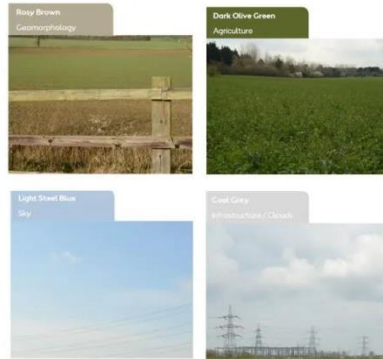 Rosy Brown
Geomorphology
Dark Olive Green
Agriculture
Light Steel Blue
Sky
Cool Grey
Infrastructure / Clouds